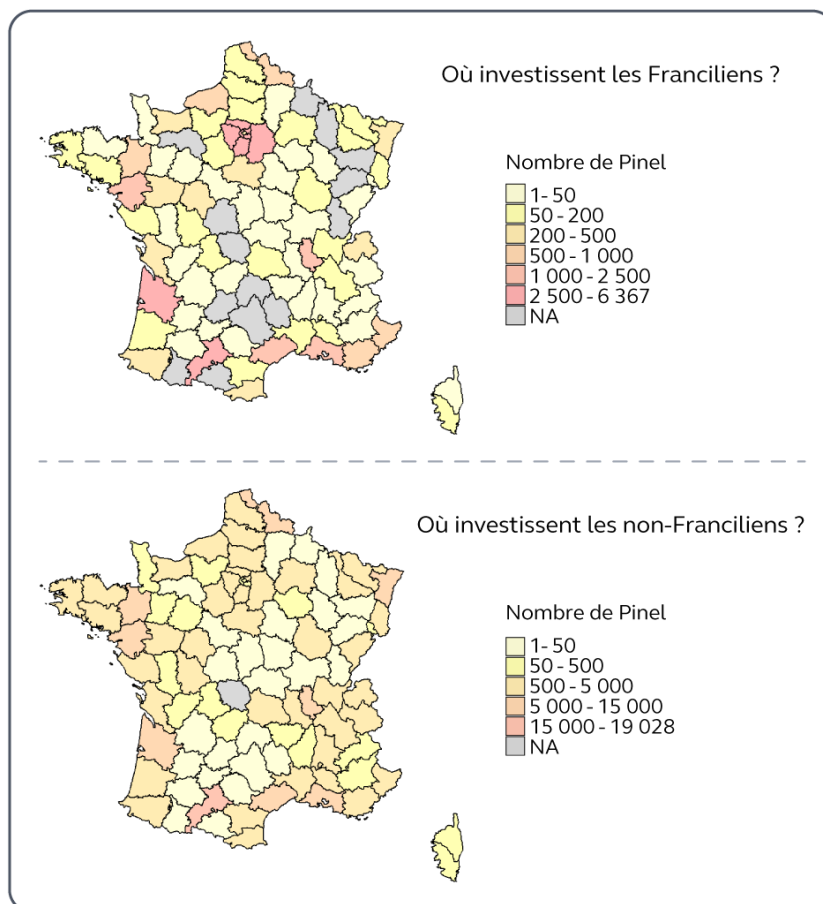 Où investissent les Franciliens ?
Nombre de Pinel
1- 50
50 - 200
200 - 500
500 - 1 000
1 000 - 2 500
2 500 - 6 367
NA
Où investissent les non-Franciliens ?
Nombre de Pinel
1- 50
50 - 500
500 - 5 000
5 000 - 15 000
15 000 - 19 028
NA